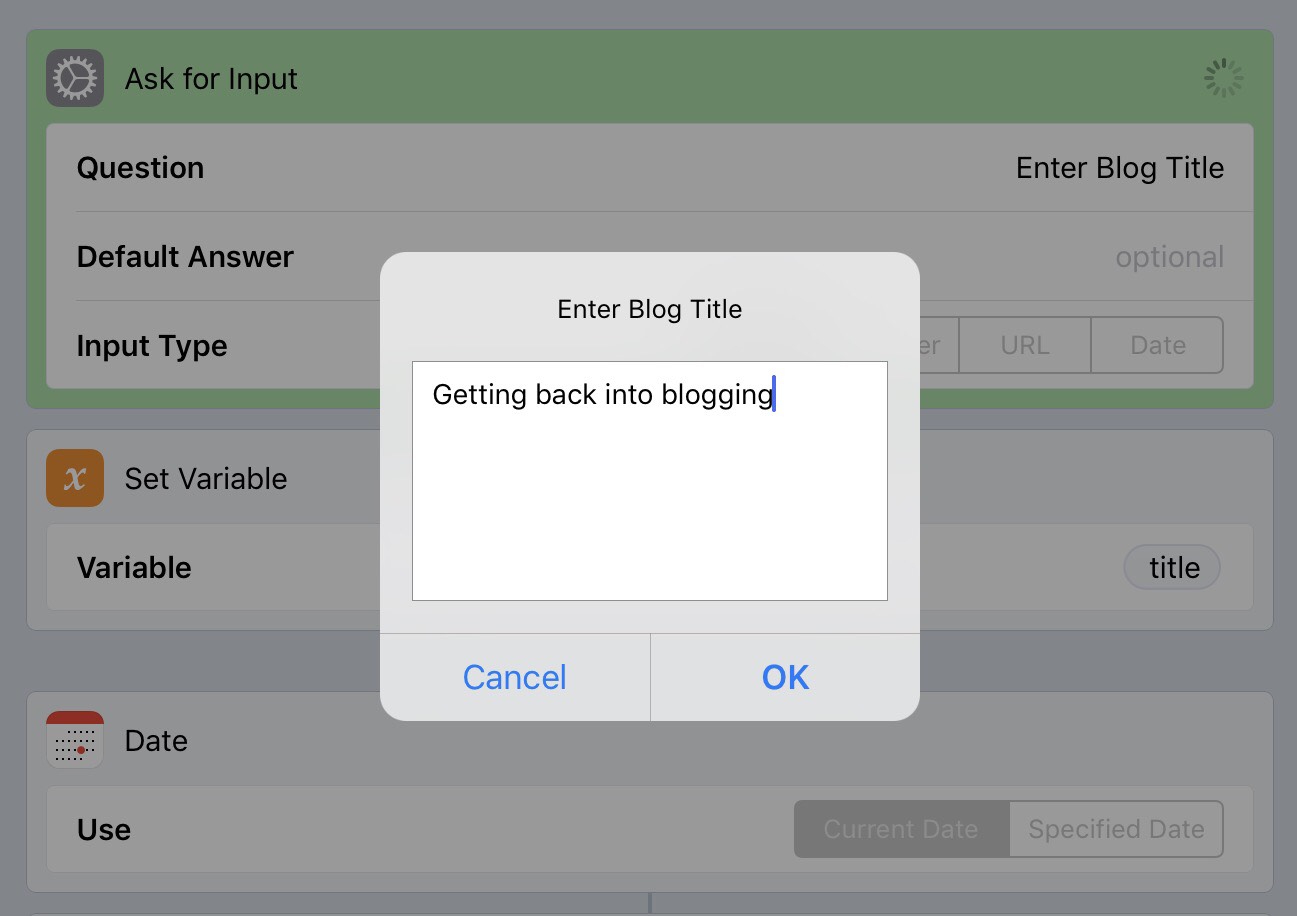 Ask for Input
Question
Enter Blog Title
Default Answer
optional
Input Type
er
URL
Date
Enter Blog Title
Getting back into blogging
Cancel
OK
x
Set Variable
Variable
title
Date
Use
Current Date
Specified Date